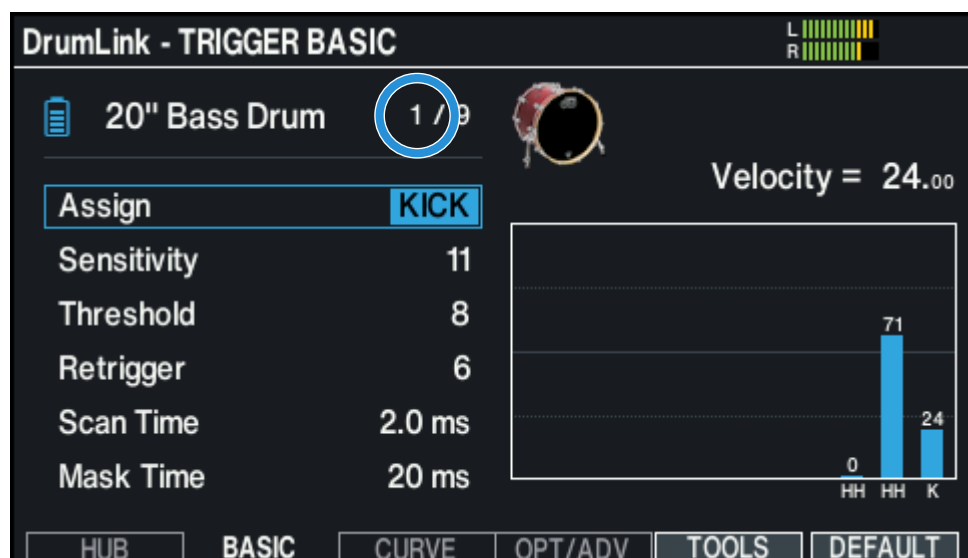 DrumLink - TRIGGER BASIC
L
R
20" Bass Drum 1 / 9
Velocity = 24.00
Assign KICK
Sensitivity 11
Threshold 8
Retrigger 6
Scan Time 2.0 ms
Mask Time 20 ms
71
24
0
HH HH K
HUB BASIC CURVE OPT/ADV TOOLS DEFAULT